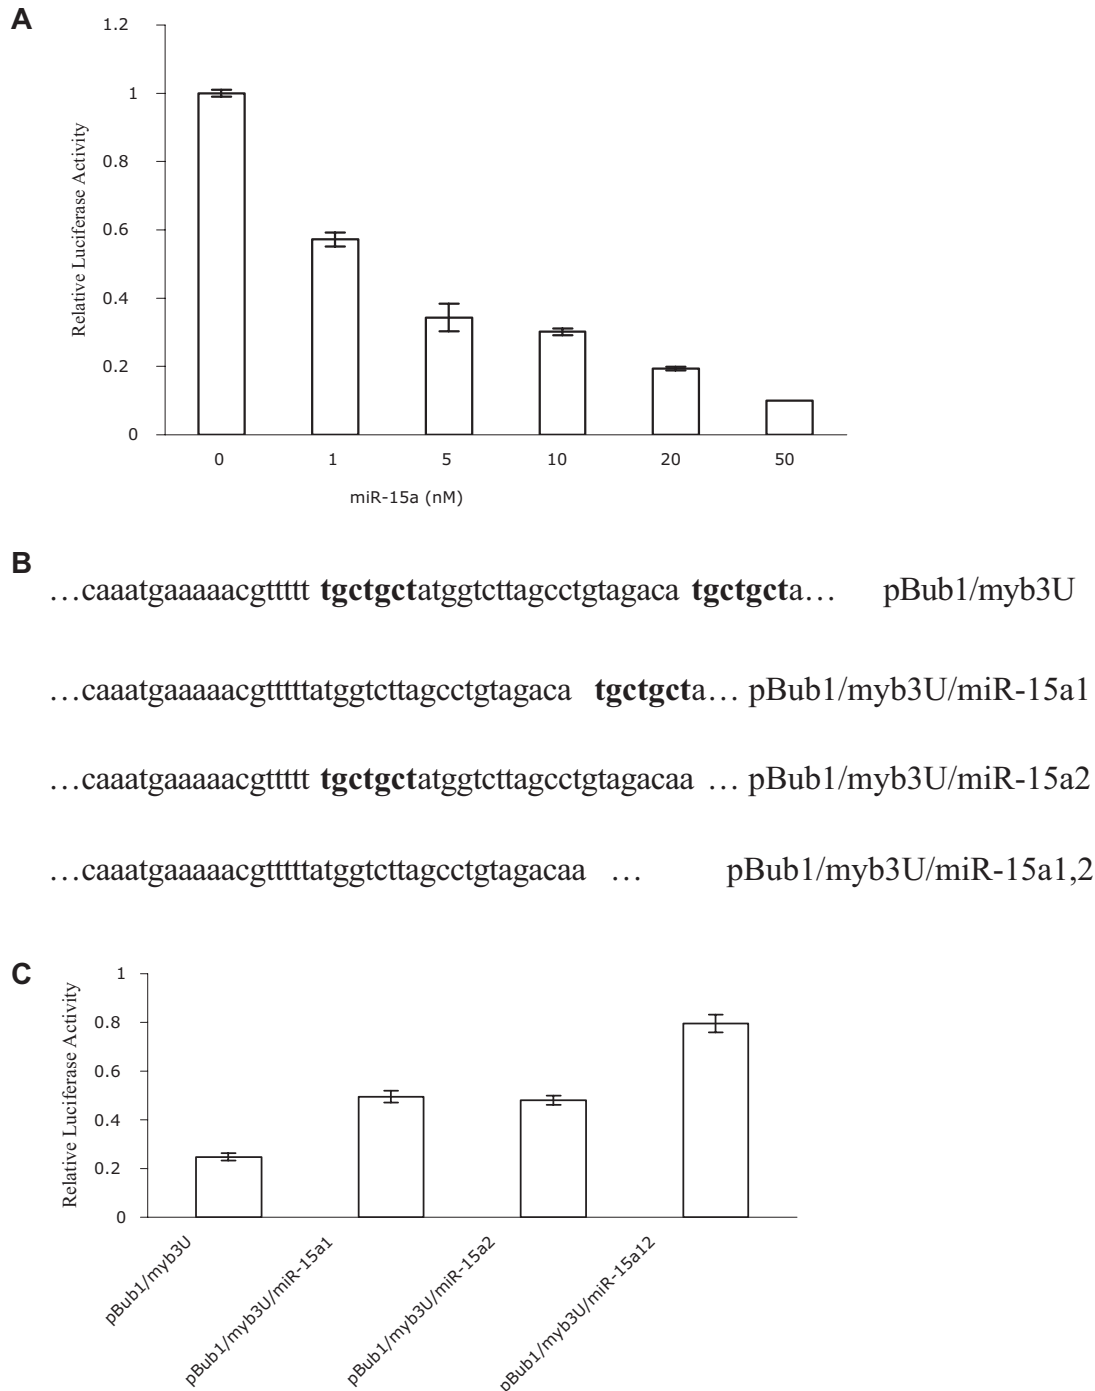 A
1.2
1
0.8
0.6
0.4
0.2
0
Relative Luciferase Activity
0 1 5 10 20 50
miR-15a (nM)
B
…caaatgaaaaacgttttt tgctgctatggtcttagcctgtagaca tgctgcta… pBub1/myb3U
…caaatgaaaaacgtttttatggtcttagcctgtagaca tgctgcta… pBub1/myb3U/miR-15a1
…caaatgaaaaacgttttt tgctgctatggtcttagcctgtagacaa … pBub1/myb3U/miR-15a2
…caaatgaaaaacgtttttatggtcttagcctgtagacaa … pBub1/myb3U/miR-15a1,2
C
1
0.8
0.6
0.4
0.2
0
Relative Luciferase Activity
pBub1/myb3U
pBub1/myb3U/miR-15a1
pBub1/myb3U/miR-15a2
pBub1/myb3U/miR-15a12